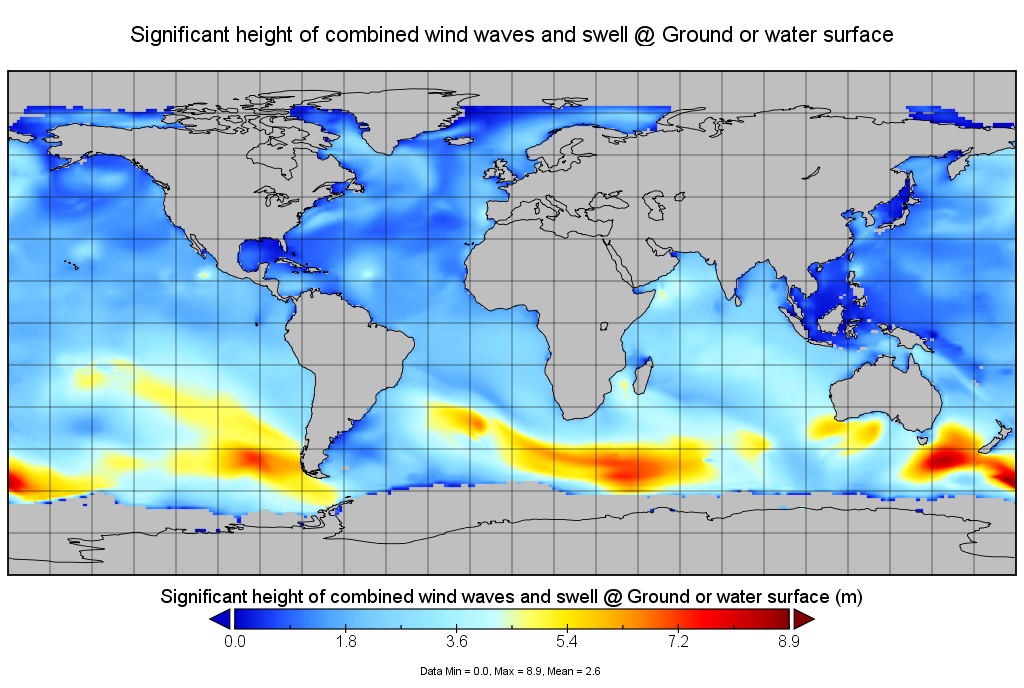 Significant height of combined wind waves and swell @ Ground or water surface
Significant height of combined wind waves and swell @ Ground or water surface (m)
0.0 1.8 3.6 5.4 7.2 8.9
Data Min = 0.0, Max = 8.9, Mean = 2.6